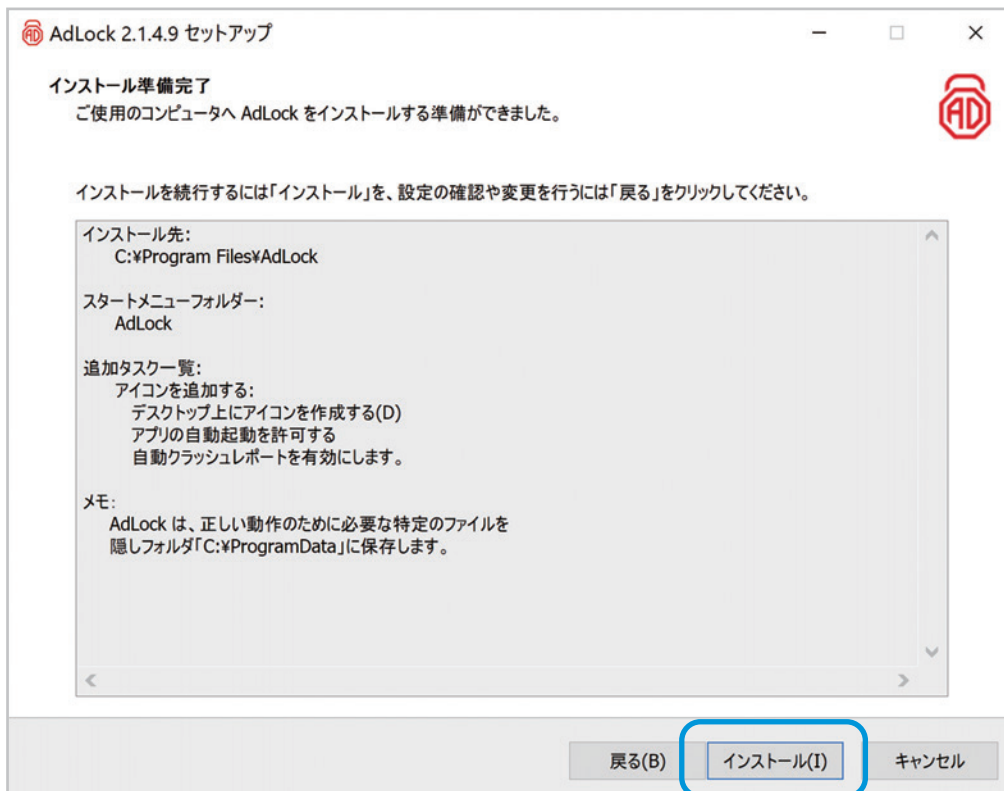 AD AdLock 2.1.4.9 セットアップ
インストール準備完了
ご使用のコンピュータへ AdLock をインストールする準備ができました。
AD
インストールを続行するには「インストール」を、設定の確認や変更を行うには「戻る」をクリックしてください。
インストール先:
C:¥Program Files¥AdLock
スタートメニューフォルダー:
AdLock
追加タスク一覧:
アイコンを追加する:
デスクトップ上にアイコンを作成する(D)
アプリの自動起動を許可する
自動クラッシュレポートを有効にします。
メモ:
AdLock は、正しい動作のために必要な特定のファイルを
隠しフォルダ「C:¥ProgramData」に保存します。
戻る(B) インストール(I) キャンセル